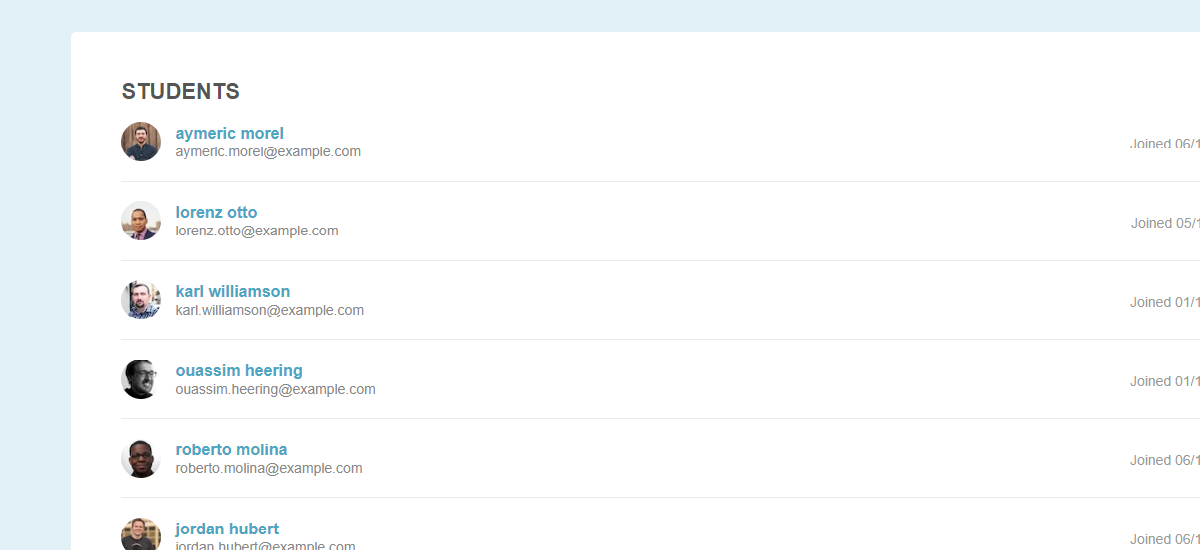 STUDENTS
aymeric morel
aymeric.morel@example.com
Joined 06/1
lorenz otto
lorenz.otto@example.com
Joined 05/1
karl williamson
karl.williamson@example.com
Joined 01/1
ouassim heering
ouassim.heering@example.com
Joined 01/1
roberto molina
roberto.molina@example.com
Joined 06/1
jordan hubert
jordan.hubert@example.com
Joined 06/1